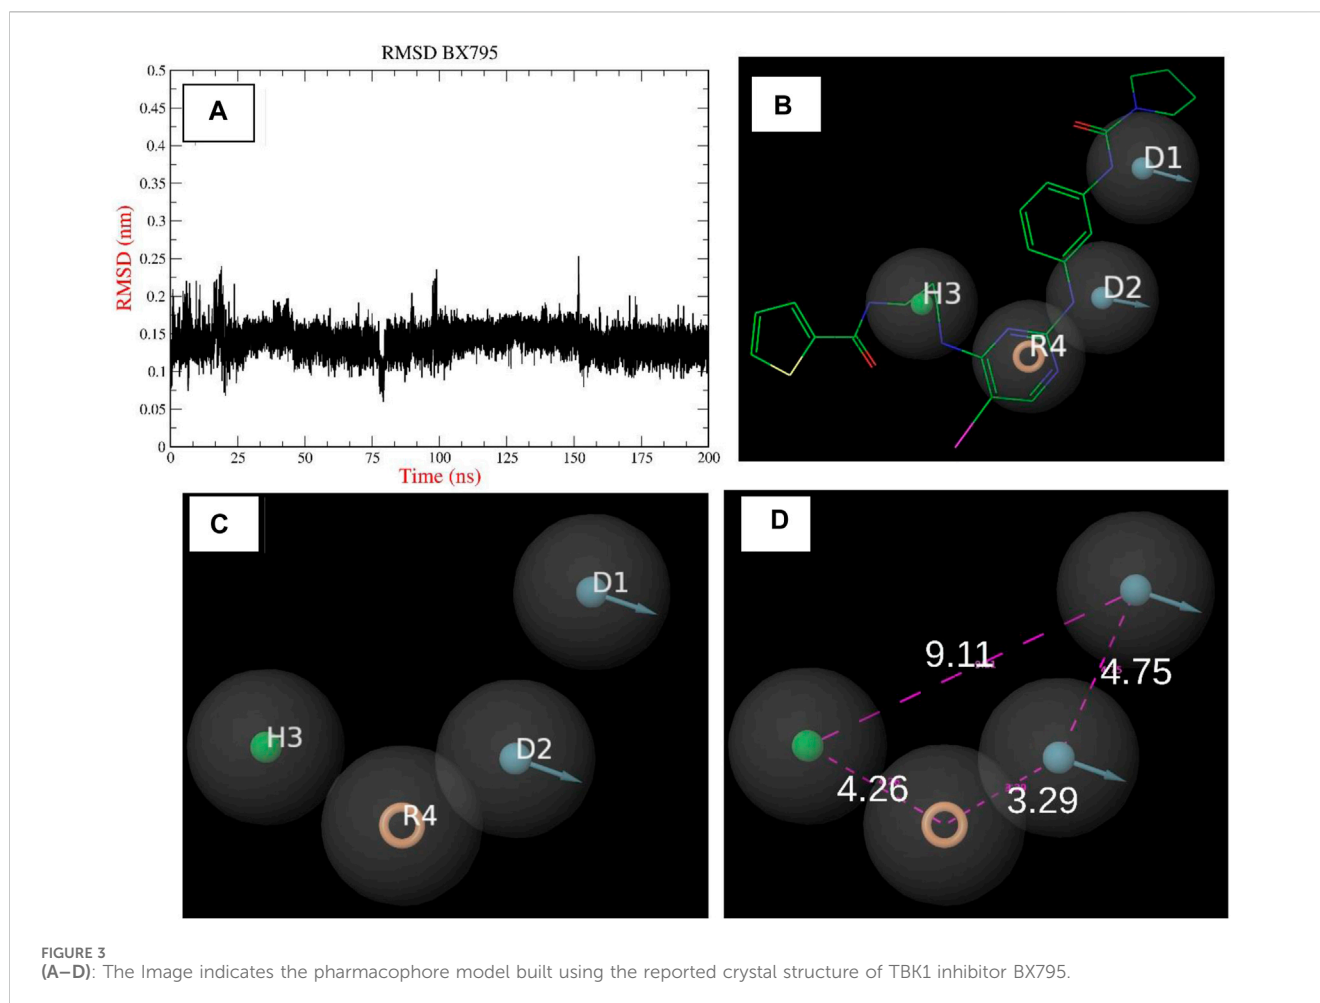 RMSD BX795
A
0.5
0.45
0.4
0.35
0.3
0.25
0.2
0.15
0.1
0.05
0
RMSD (nm)
0 25 50 75 100 125 150 175 200
Time (ns)
B
D1
D2
H3
R4
C
D1
H3
D2
R4
D
9.11
4.75
4.26
3.29
FIGURE 3
(A–D): The Image indicates the pharmacophore model built using the reported crystal structure of TBK1 inhibitor BX795.